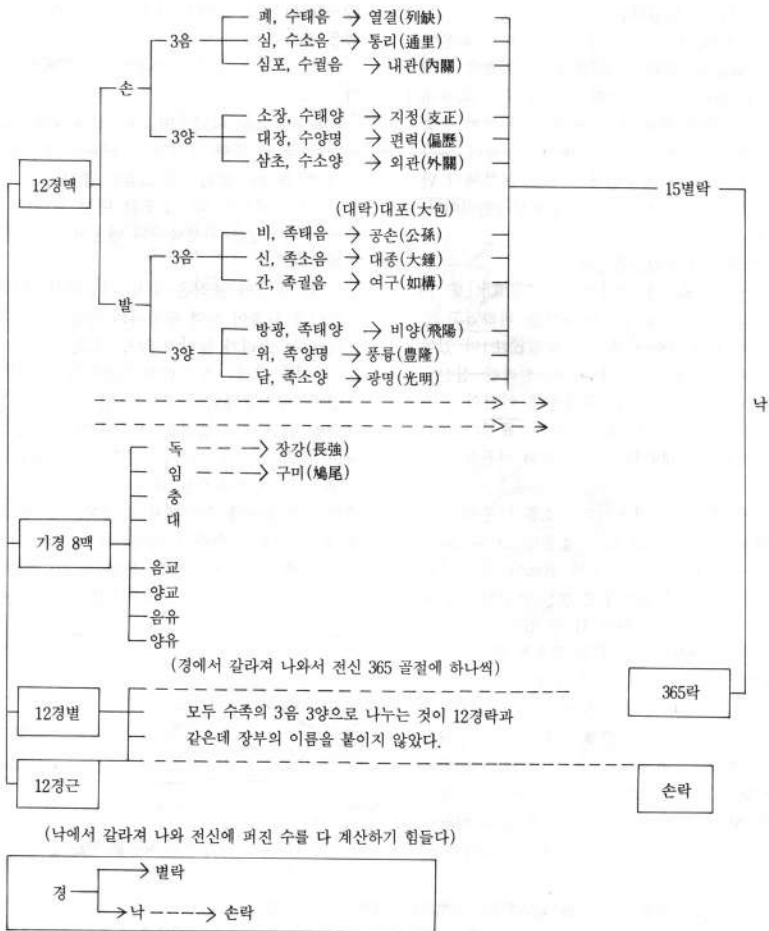 폐, 수태음 → 열결(列缺)
3음 심, 수소음 → 통리(通里)
심포, 수궐음 → 내관(內關)
손
소장, 수태양 → 지정(支正)
3양 대장, 수양명 → 편력(偏歷)
삼초, 수소양 → 외관(外關)
12경맥 15별락
(대락)대포(大包)
비, 족태음 → 공손(公孫)
3음 신, 족소음 → 대종(大鍾)
간, 족궐음 → 여구(如構)
발
방광, 족태양 → 비양(飛陽)
3양 위, 족양명 → 풍륭(豊隆)
담, 족소양 → 광명(光明)
낙
독 → 장강(長強)
임 → 구미(鳩尾)
충
대
기경 8맥
음교
양교
음유
양유
(경에서 갈라져 나와서 전신 365 골절에 하나씩)
365락
12경별 모두 수족의 3음 3양으로 나누는 것이 12경락과
같은데 장부의 이름을 붙이지 않았다.
12경근 손락
(낙에서 갈라져 나와 전신에 퍼진 수를 다 계산하기 힘들다)
별락
경
낙 → 손락